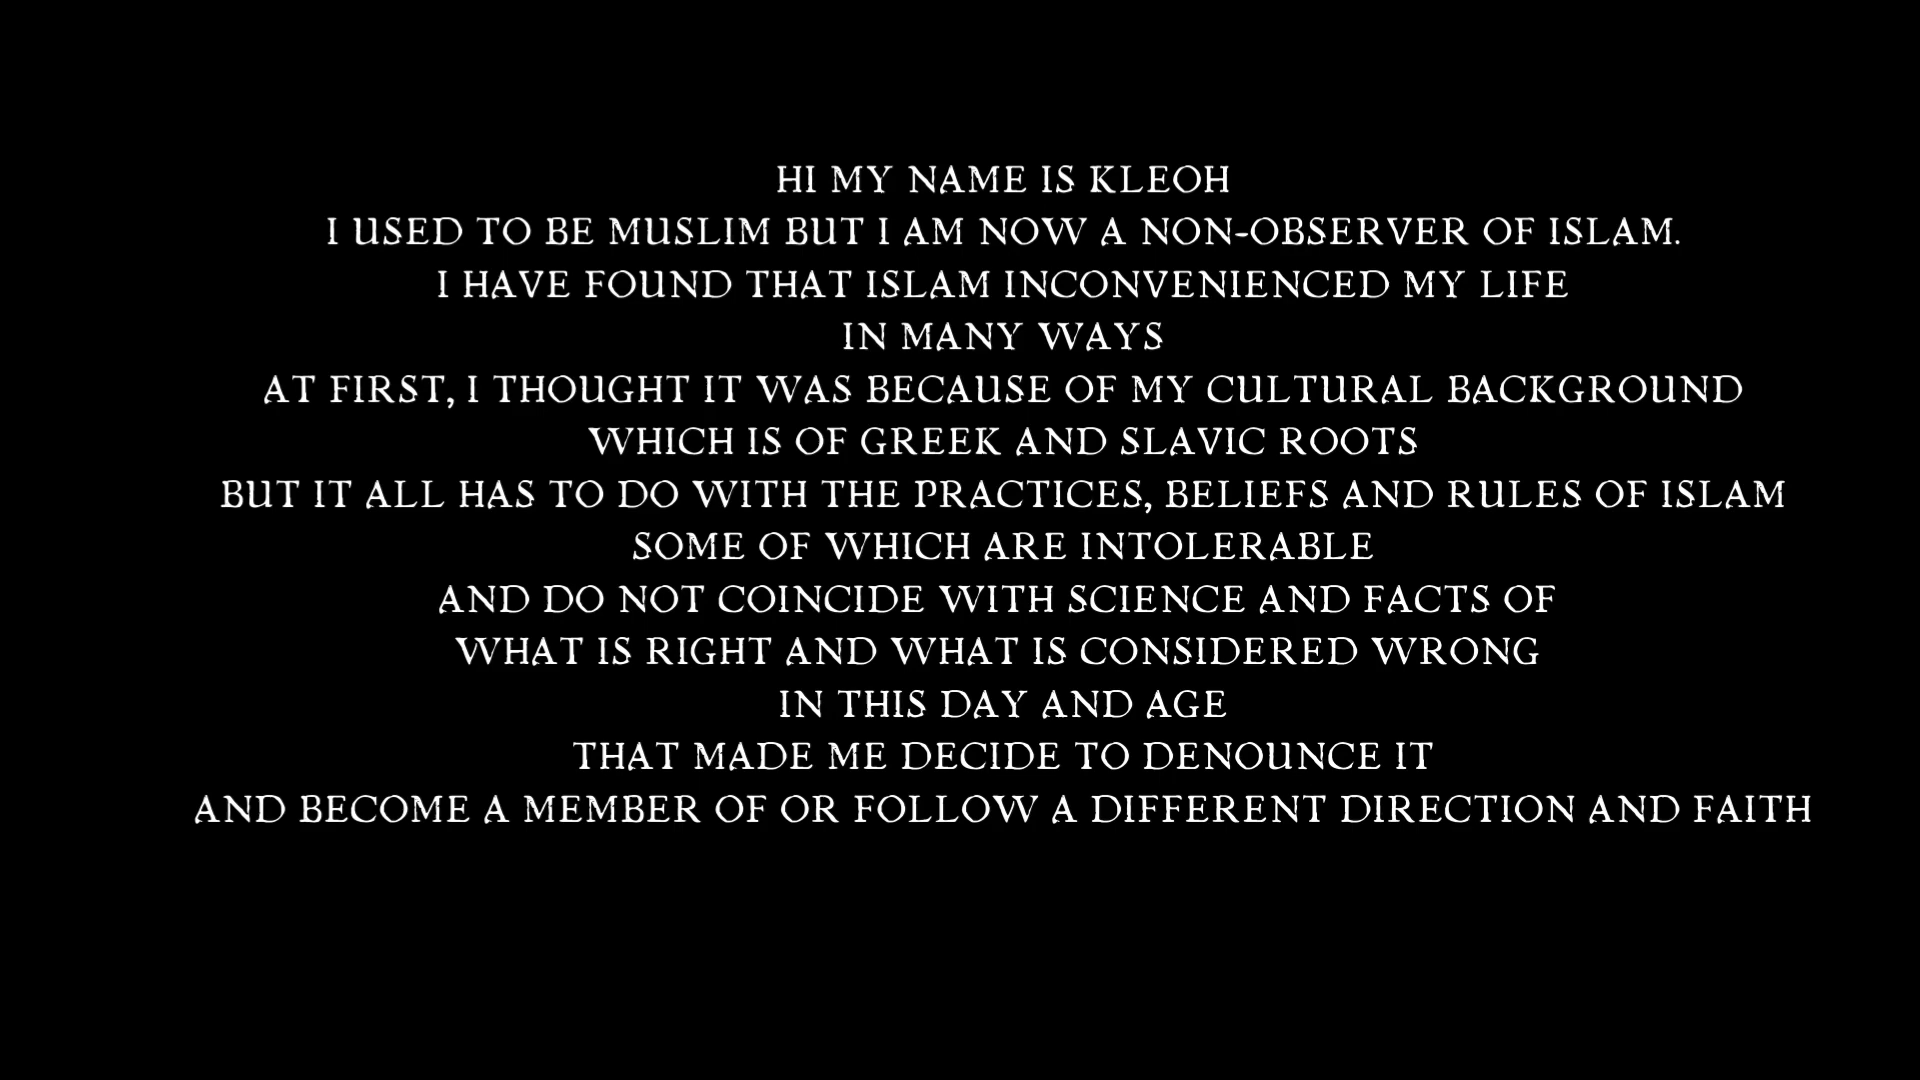 HI MY NAME IS KLEOH
I USED TO BE MUSLIM BUT I AM NOW A NON-OBSERVER OF ISLAM.
I HAVE FOUND THAT ISLAM INCONVENIENCED MY LIFE
IN MANY WAYS
AT FIRST, I THOUGHT IT WAS BECAUSE OF MY CULTURAL BACKGROUND
WHICH IS OF GREEK AND SLAVIC ROOTS
BUT IT ALL HAS TO DO WITH THE PRACTICES, BELIEFS AND RULES OF ISLAM
SOME OF WHICH ARE INTOLERABLE
AND DO NOT COINCIDE WITH SCIENCE AND FACTS OF
WHAT IS RIGHT AND WHAT IS CONSIDERED WRONG
IN THIS DAY AND AGE
THAT MADE ME DECIDE TO DENOUNCE IT
AND BECOME A MEMBER OF OR FOLLOW A DIFFERENT DIRECTION AND FAITH